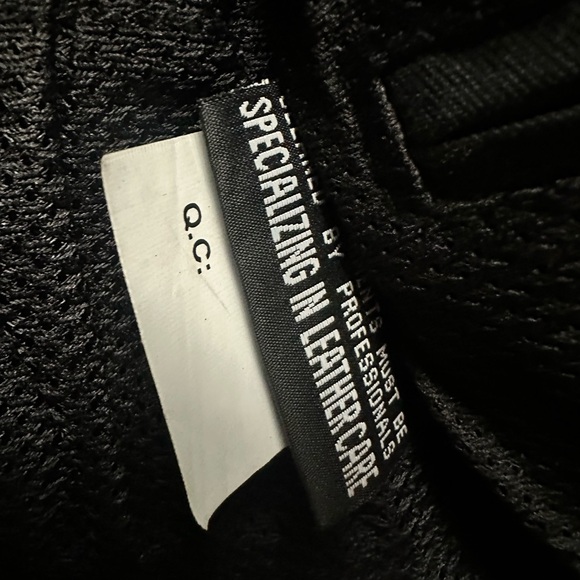 Q.C:
MUST BE
BY PROFESSIONALS
SPECIALIZING IN LEATHER CARE